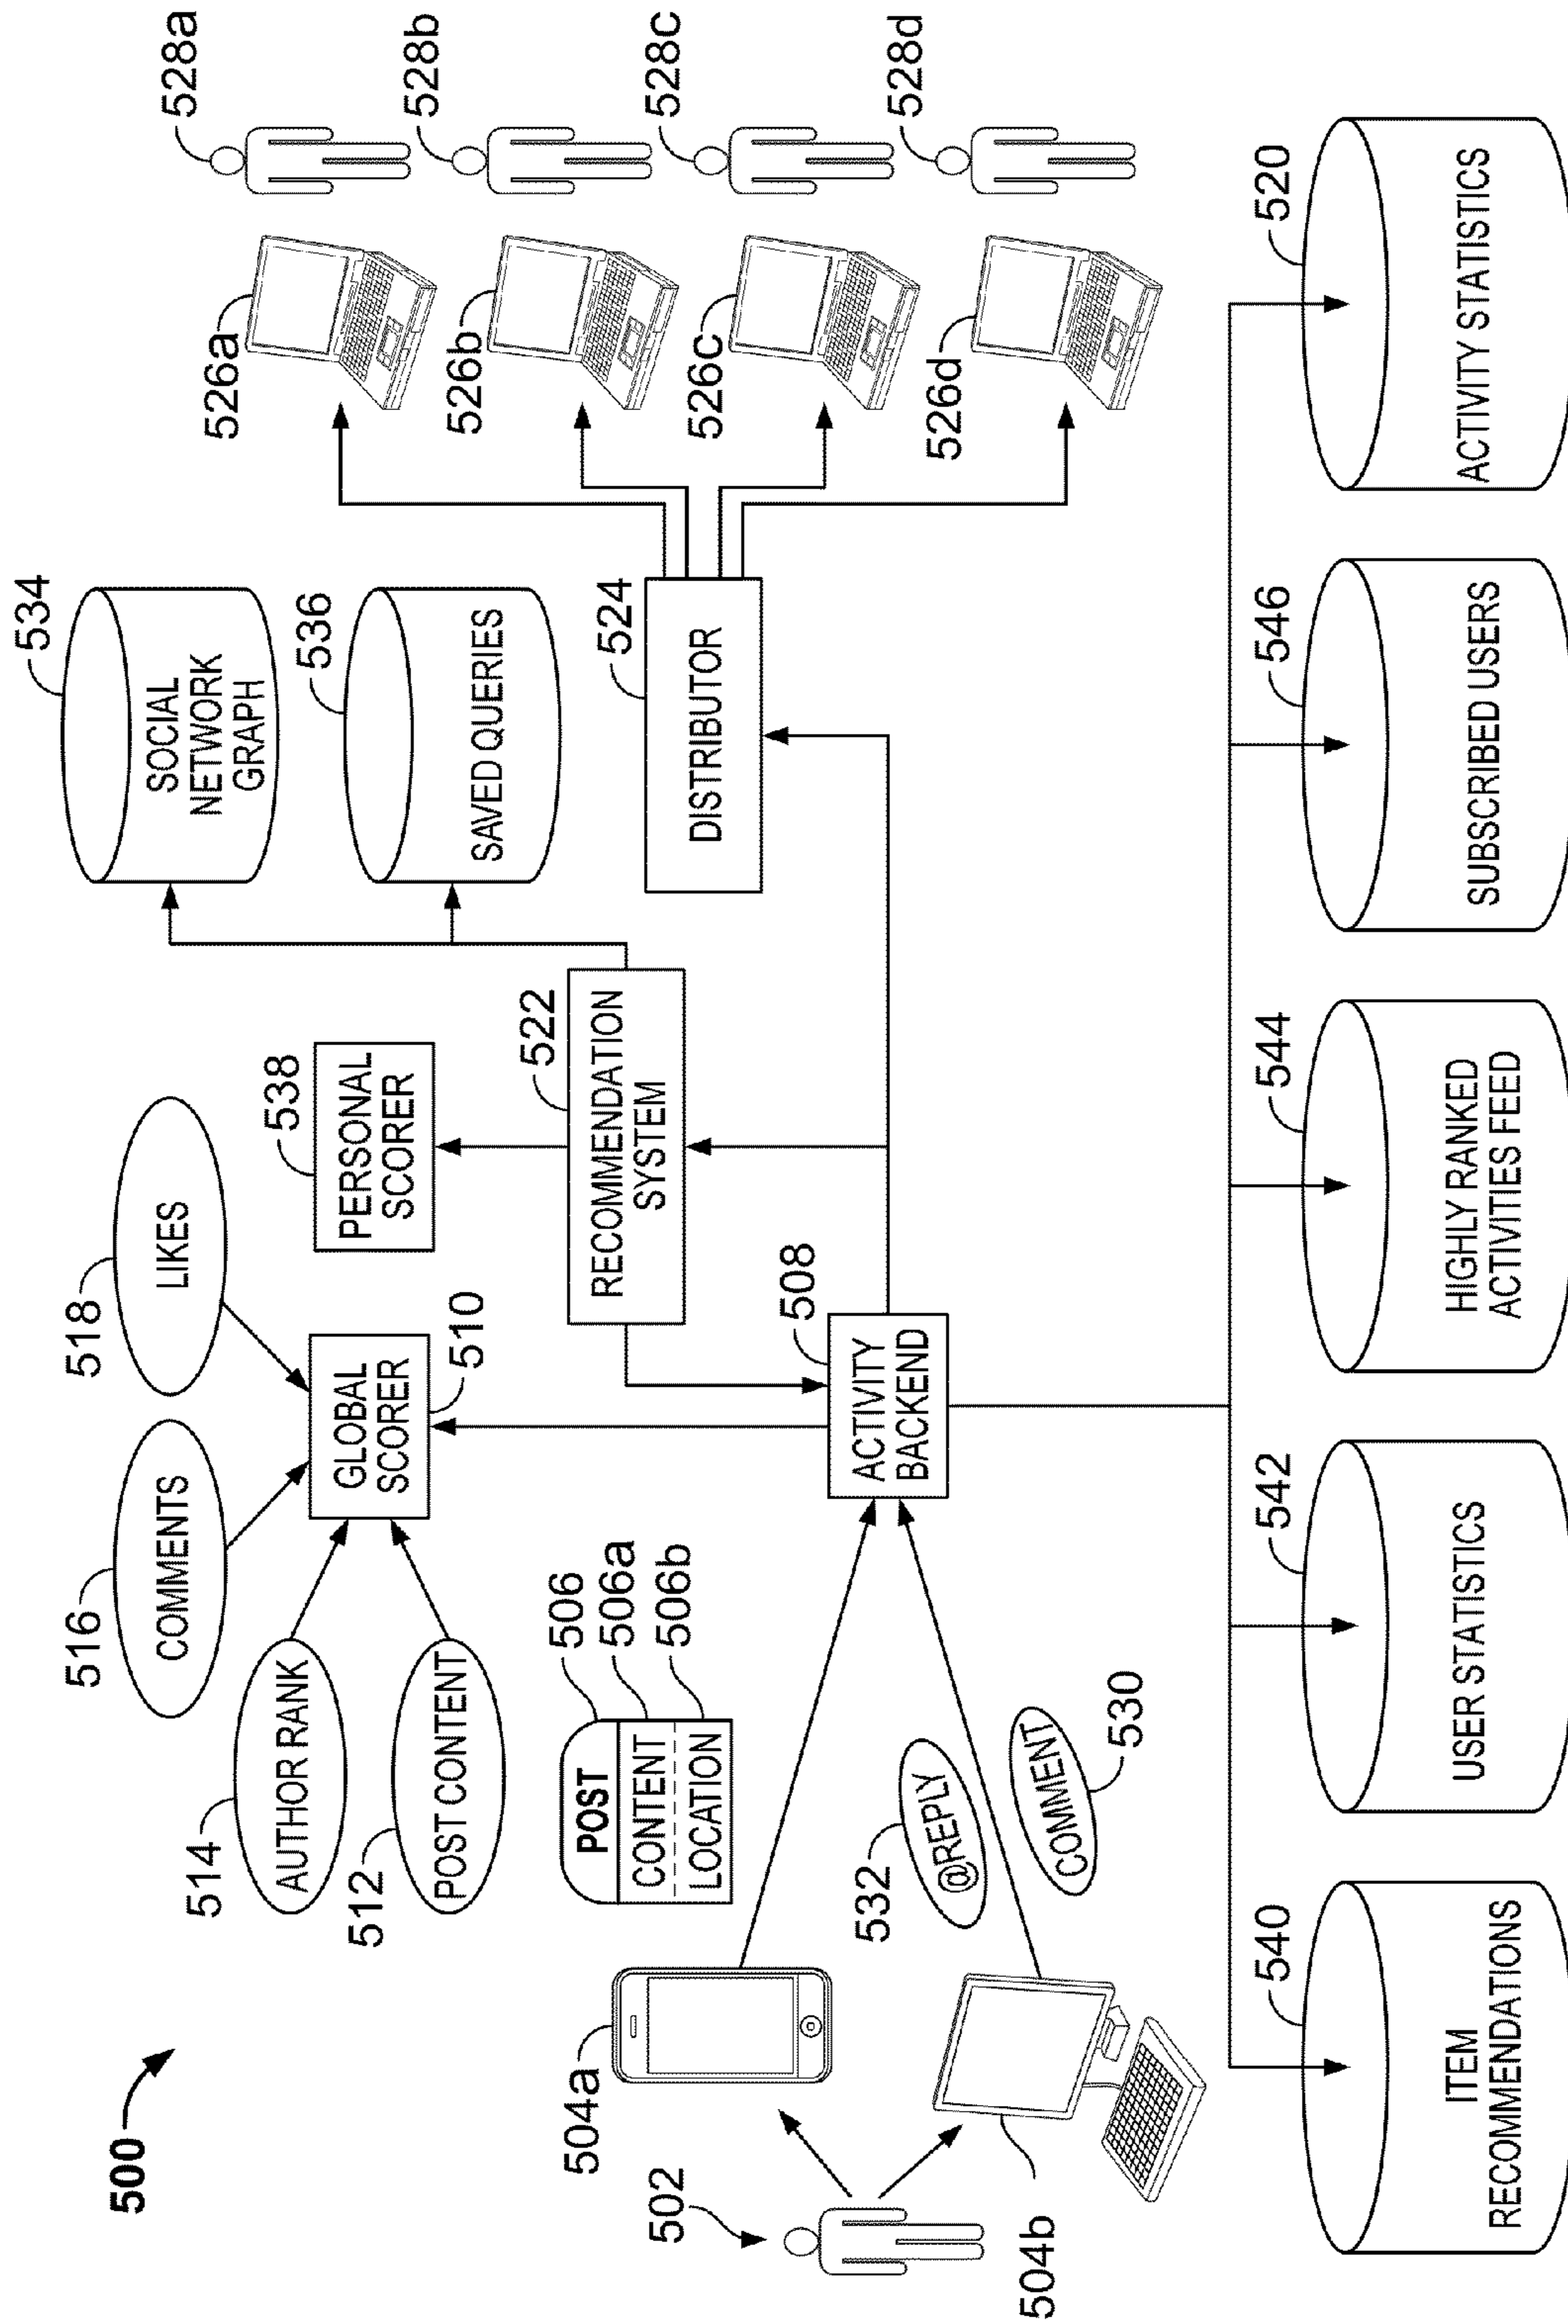 500
516
COMMENTS
518
LIKES
514
AUTHOR RANK
512
POST CONTENT
GLOBAL
SCORER
510
538
PERSONAL
SCORER
534
SOCIAL
NETWORK
GRAPH
536
SAVED QUERIES
522
RECOMMENDATION
SYSTEM
524
DISTRIBUTOR
526a
528a
526b
528b
526c
528c
526d
528d
POST
506
CONTENT
506a
LOCATION
506b
508
ACTIVITY
BACKEND
502
504a
504b
532
@REPLY
COMMENT
530
540
ITEM
RECOMMENDATIONS
542
USER STATISTICS
544
HIGHLY RANKED
ACTIVITIES FEED
546
SUBSCRIBED USERS
520
ACTIVITY STATISTICS